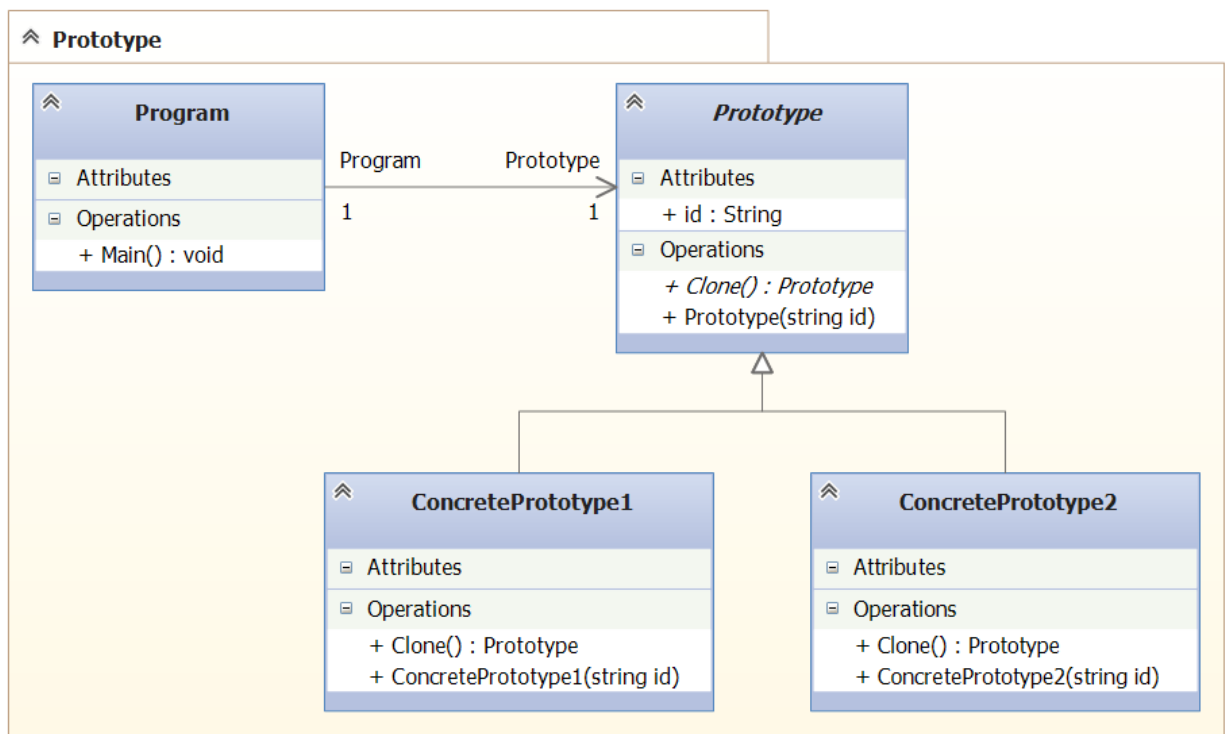 Prototype
Program
Attributes
Operations
+ Main() : void
Program
Prototype
1
1
Prototype
Attributes
+ id : String
Operations
+ Clone() : Prototype
+ Prototype(string id)
ConcretePrototype1
Attributes
Operations
+ Clone() : Prototype
+ ConcretePrototype1(string id)
ConcretePrototype2
Attributes
Operations
+ Clone() : Prototype
+ ConcretePrototype2(string id)